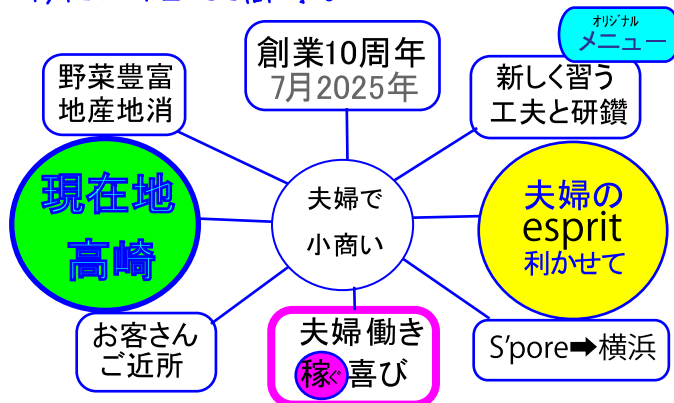 オリジナル
メニュー
創業10周年
7月2025年
野菜豊富
地産地消
新しく習う
工夫と研鑽
現在地
高崎
夫婦で
小商い
夫婦の
esprit
利かせて
お客さん
ご近所
夫婦働き
稼ぐ喜び
S'pore➡横浜